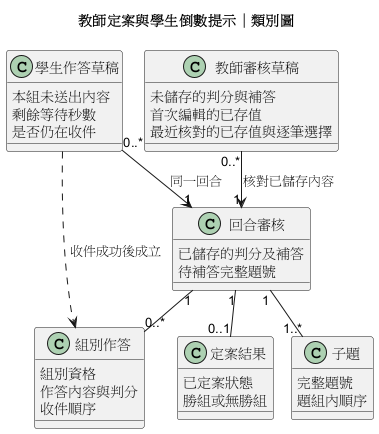 教師定案與學生倒數提示｜類別圖
C 學生作答草稿
本組未送出內容
剩餘等待秒數
是否仍在收件
C 教師審核草稿
未儲存的判分與補答
首次編輯的已存值
最近核對的已存值與逐筆選擇
0..*
0..*
同一回合
核對已儲存內容
1
1
C 回合審核
已儲存的判分及補答
待補答完整題號
收件成功後成立
1
1
1
0..*
0..1
1..*
C 組別作答
組別資格
作答內容與判分
收件順序
C 定案結果
已定案狀態
勝組或無勝組
C 子題
完整題號
題組內順序